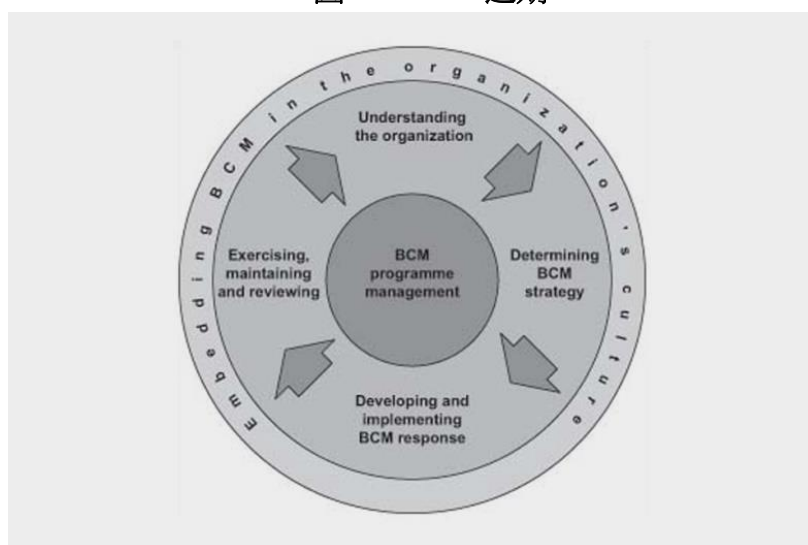 Embedding BCM in the organization's culture
Understanding
the organization
Exercising,
maintaining
and reviewing
BCM
programme
management
Determining
BCM
strategy
Developing and
implementing
BCM response